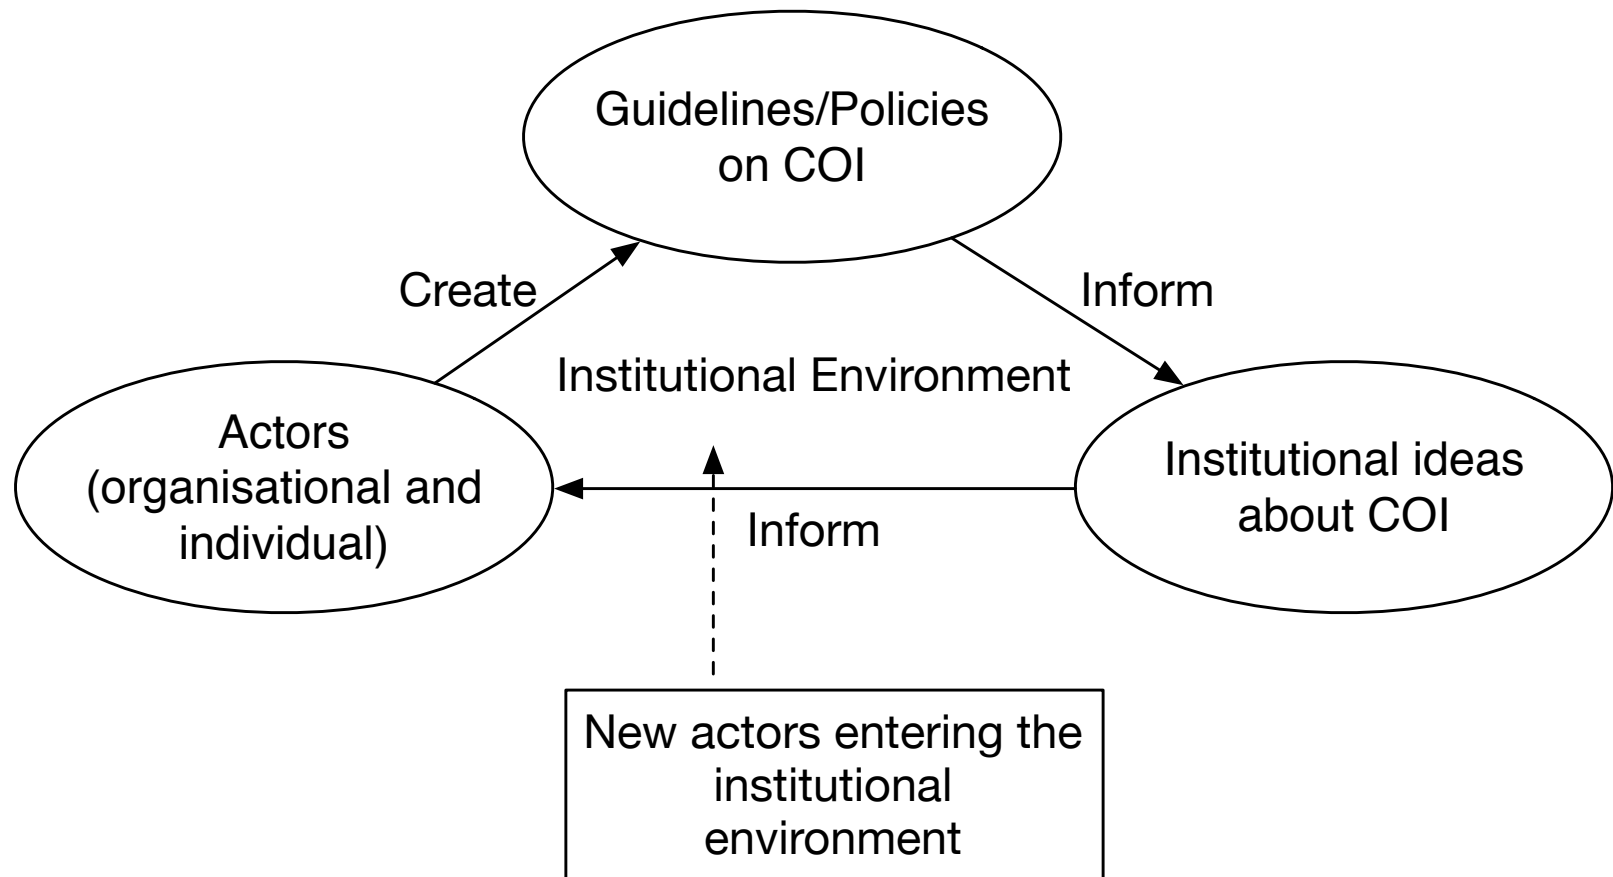 Guidelines/Policies
on COI
Create
Inform
Institutional Environment
Actors
(organisational and
individual)
Institutional ideas
about COI
Inform
New actors entering the
institutional
environment